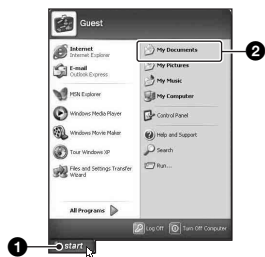 Guest
Internet
Internet Explorer
E-mail
Outlook Express
MSN Explorer
Windows Media Player
Windows Movie Maker
Tour Windows XP
Files and Settings Transfer
Wizard
All Programs
My Documents
2
My Pictures
My Music
My Computer
Control Panel
Help and Support
Search
Run...
Log Off
Turn Off Computer
1
start